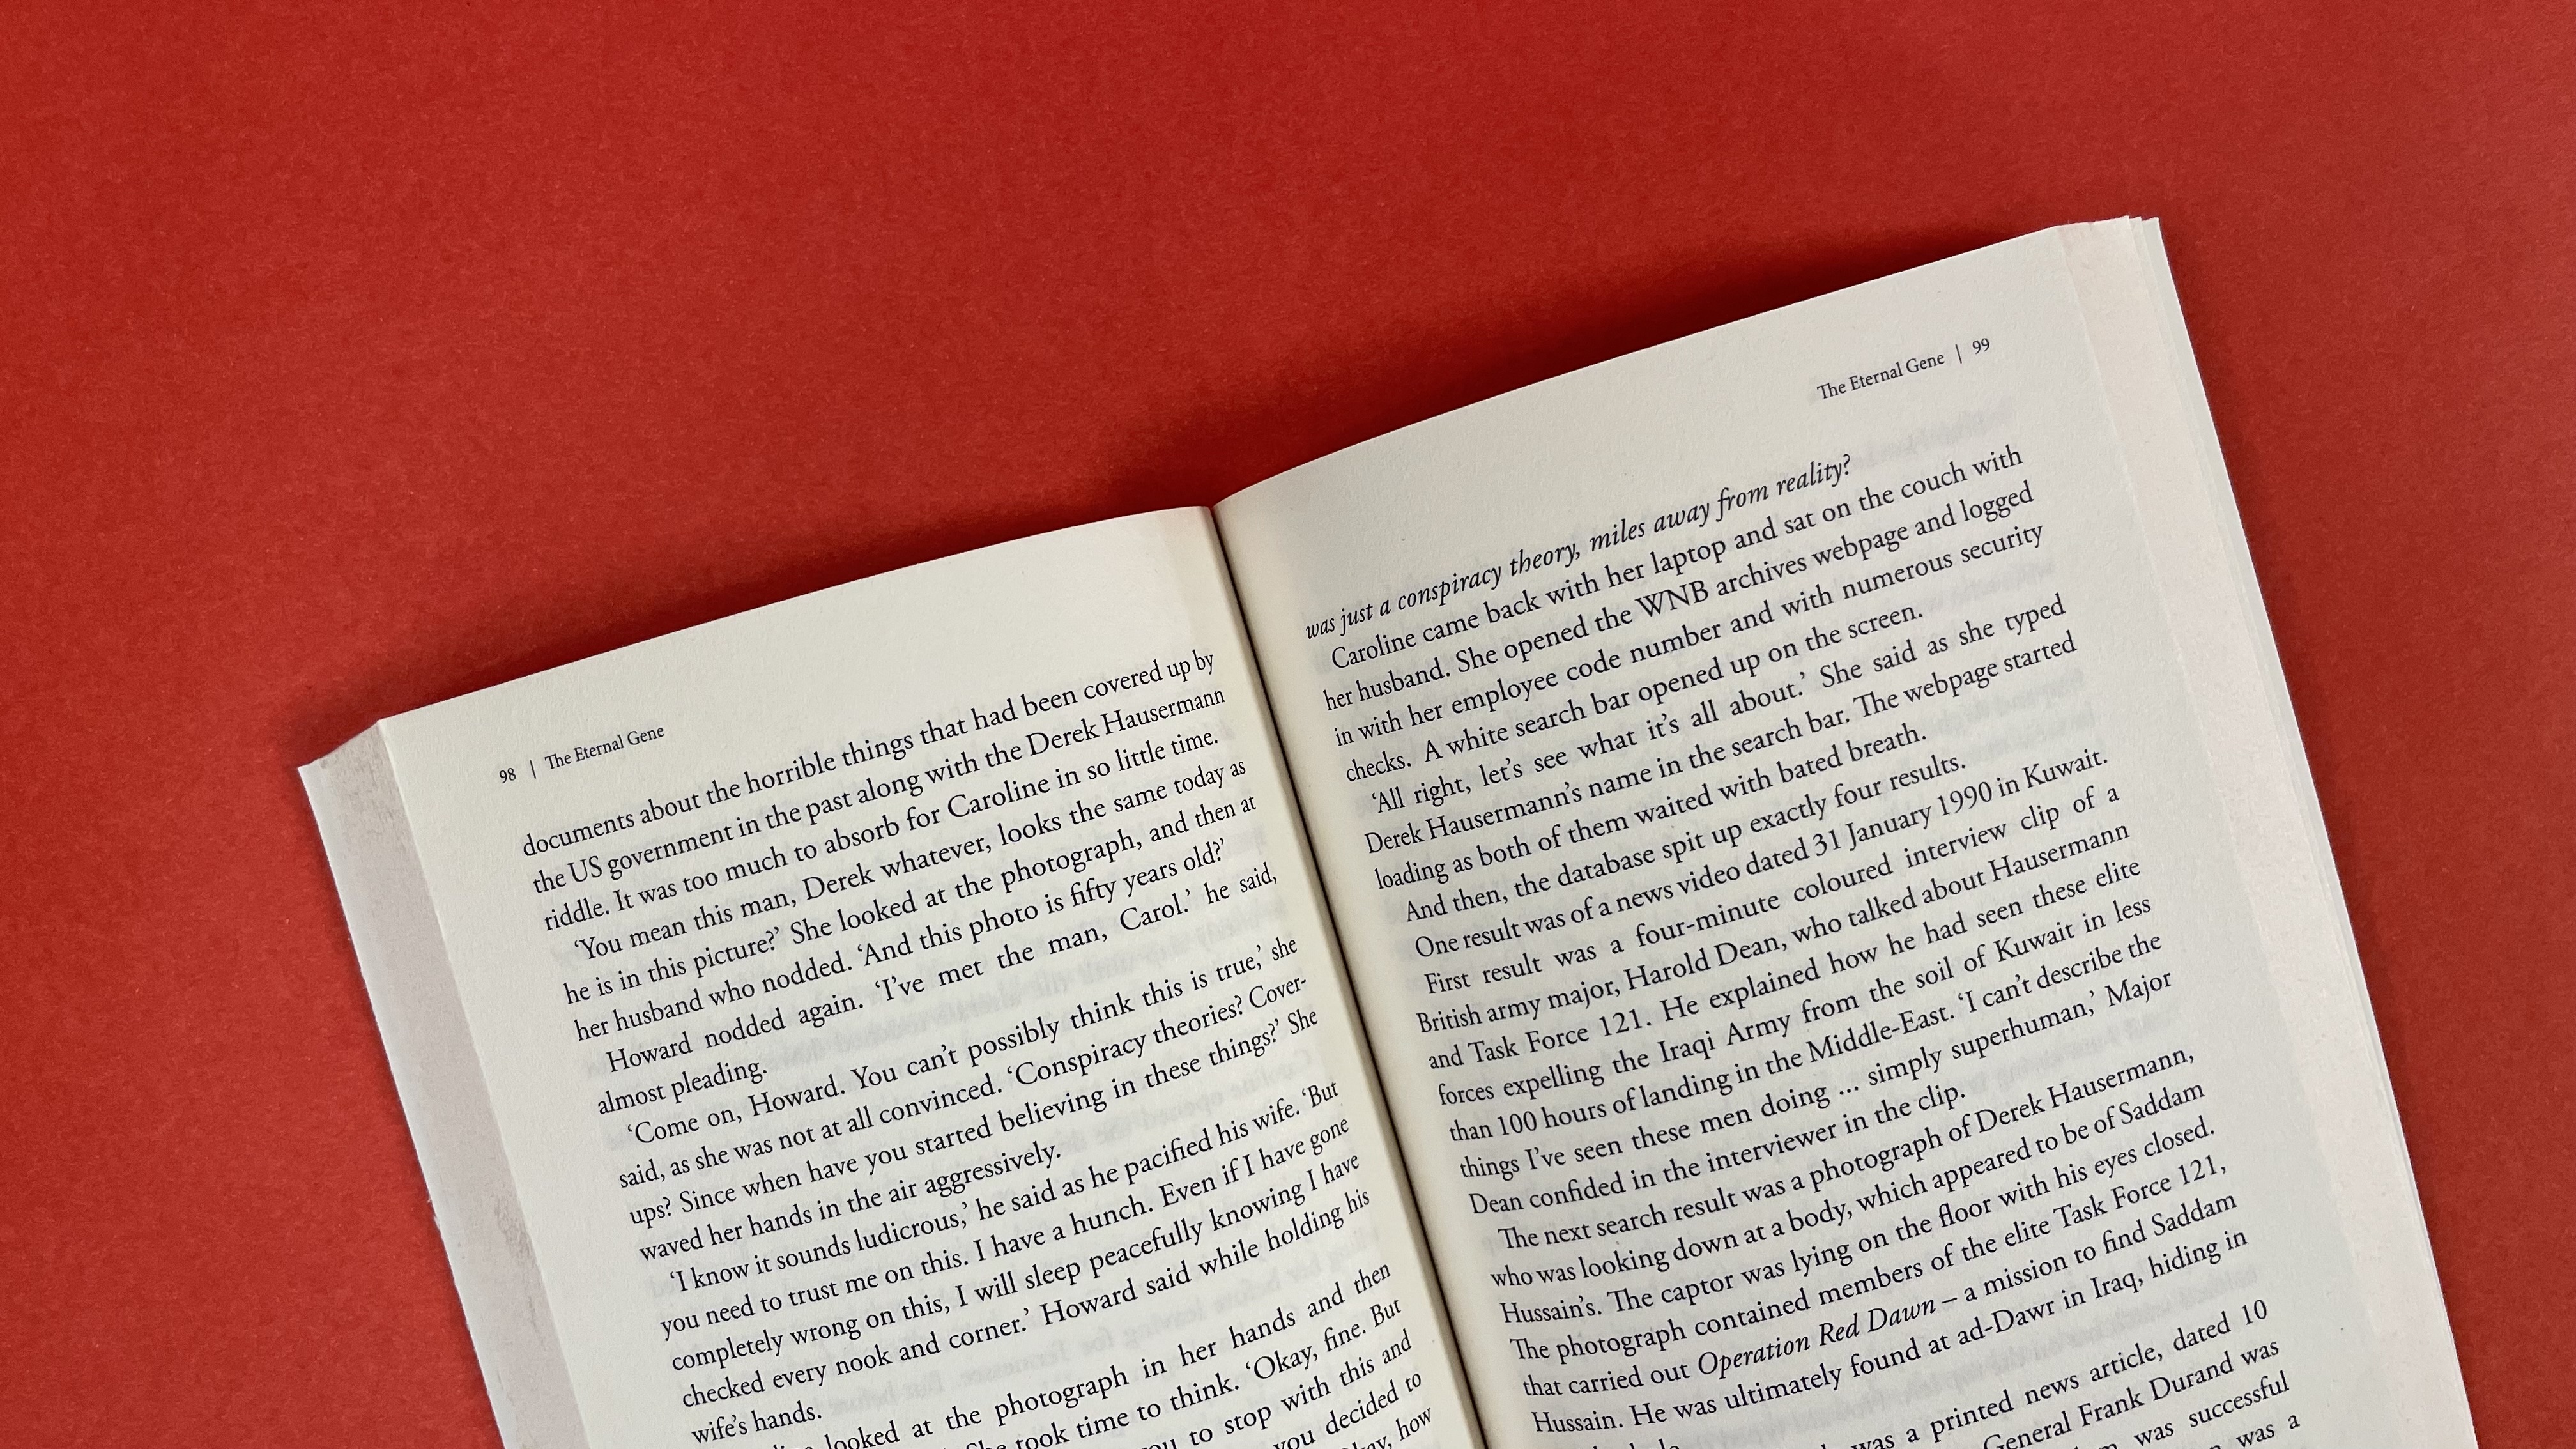 98 | The Eternal Gene
documents about the horrible things that had been covered up by
the US government in the past along with the Derek Hausermann
riddle. It was too much to absorb for Caroline in so little time.
‘You mean this man, Derek whatever, looks the same today as
he is in this picture?’ She looked at the photograph, and then at
her husband who nodded. ‘And this photo is fifty years old?’
Howard nodded again. ‘I’ve met the man, Carol.’ he said,
almost pleading.
‘Come on, Howard. You can’t possibly think this is true,’ she
said, as she was not at all convinced. ‘Conspiracy theories? Cover-
ups? Since when have you started believing in these things?’ She
waved her hands in the air aggressively.
‘I know it sounds ludicrous,’ he said as he pacified his wife. ‘But
you need to trust me on this. I have a hunch. Even if I have gone
completely wrong on this, I will sleep peacefully knowing I have
checked every nook and corner.’ Howard said while holding his
wife’s hands.
looked at the photograph in her hands and then
took time to think. ‘Okay, fine. But
to stop with this and
you decided to
how
The Eternal Gene | 99
was just a conspiracy theory, miles away from reality?
Caroline came back with her laptop and sat on the couch with
her husband. She opened the WNB archives webpage and logged
in with her employee code number and with numerous security
checks. A white search bar opened up on the screen.
‘All right, let’s see what it’s all about.’ She said as she typed
Derek Hausermann’s name in the search bar. The webpage started
loading as both of them waited with bated breath.
And then, the database spit up exactly four results.
One result was of a news video dated 31 January 1990 in Kuwait.
First result was a four-minute coloured interview clip of a
British army major, Harold Dean, who talked about Hausermann
and Task Force 121. He explained how he had seen these elite
forces expelling the Iraqi Army from the soil of Kuwait in less
than 100 hours of landing in the Middle-East. ‘I can’t describe the
things I’ve seen these men doing ... simply superhuman,’ Major
Dean confided in the interviewer in the clip.
The next search result was a photograph of Derek Hausermann,
who was looking down at a body, which appeared to be of Saddam
Hussain’s. The captor was lying on the floor with his eyes closed.
The photograph contained members of the elite Task Force 121,
that carried out Operation Red Dawn – a mission to find Saddam
Hussain. He was ultimately found at ad-Dawr in Iraq, hiding in
was a printed news article, dated 10
General Frank Durand was
was successful
was a